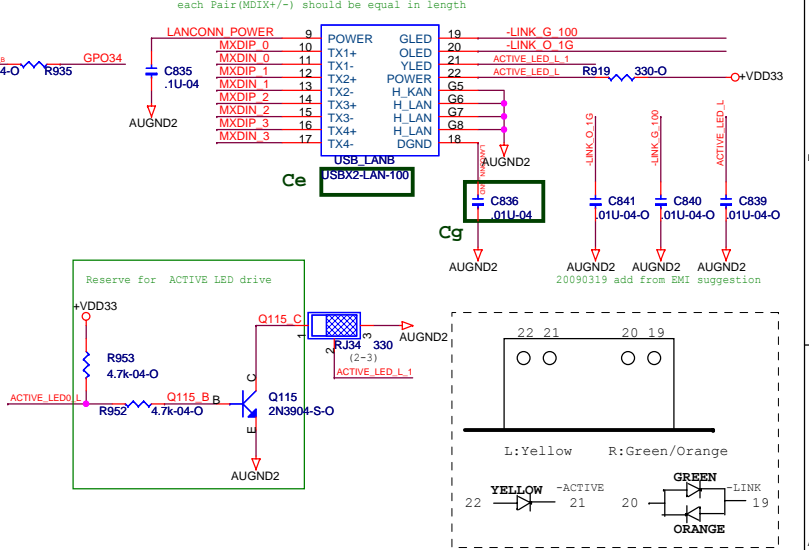 each Pair(MDIX+/-) should be equal in length
LANCONN_POWER 9 POWER GLED 19 -LINK_G_100
MXDIP_0 10 TX1+ OLED 20 -LINK_O_1G
MXDIN_0 11 TX1- YLED 21 ACTIVE_LED_L_1
MXDIP_1 12 TX2+ POWER 22 ACTIVE_LED_L R919 330-O +VDD33
MXDIN_1 13 TX2- H_KAN G5
MXDIP_2 14 TX3+ H_LAN G6
MXDIN_2 15 TX3- H_LAN G7
MXDIP_3 16 TX4+ H_LAN G8
MXDIN_3 17 TX4- DGND 18
4-O R935 GPO34
C835
.1U-04
AUGND2
USB_LANB
USBX2-LAN-100
Ce
AUGND2
C836
.01U-04
Cg
AUGND2
-LINK_O_1G
-LINK_G_100
ACTIVE_LED_L
C841 C840 C839
.01U-04-O .01U-04-O .01U-04-O
AUGND2 AUGND2 AUGND2
20090319 add from EMI suggestion
Reserve for ACTIVE LED drive
+VDD33
R953
4.7k-04-O
ACTIVE_LED0_L
R952 4.7k-04-O
Q115_B B
C
E
Q115
2N3904-S-O
AUGND2
Q115_C 1
2
3
RJ34 330
(2-3)
ACTIVE_LED_L_1
AUGND2
22 21 20 19
L:Yellow R:Green/Orange
22 YELLOW -ACTIVE 21
20 GREEN -LINK 19
ORANGE